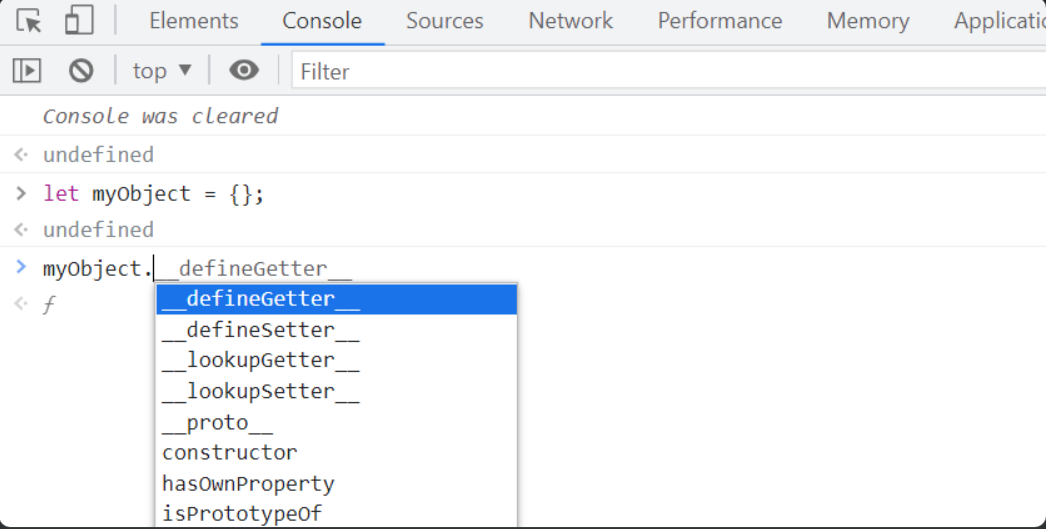 Elements Console Sources Network Performance Memory Applicatio
top ▼ Filter
Console was cleared
undefined
> let myObject = {};
undefined
> myObject.__defineGetter__
ƒ
__defineGetter__
__defineSetter__
__lookupGetter__
__lookupSetter__
__proto__
constructor
hasOwnProperty
isPrototypeOf